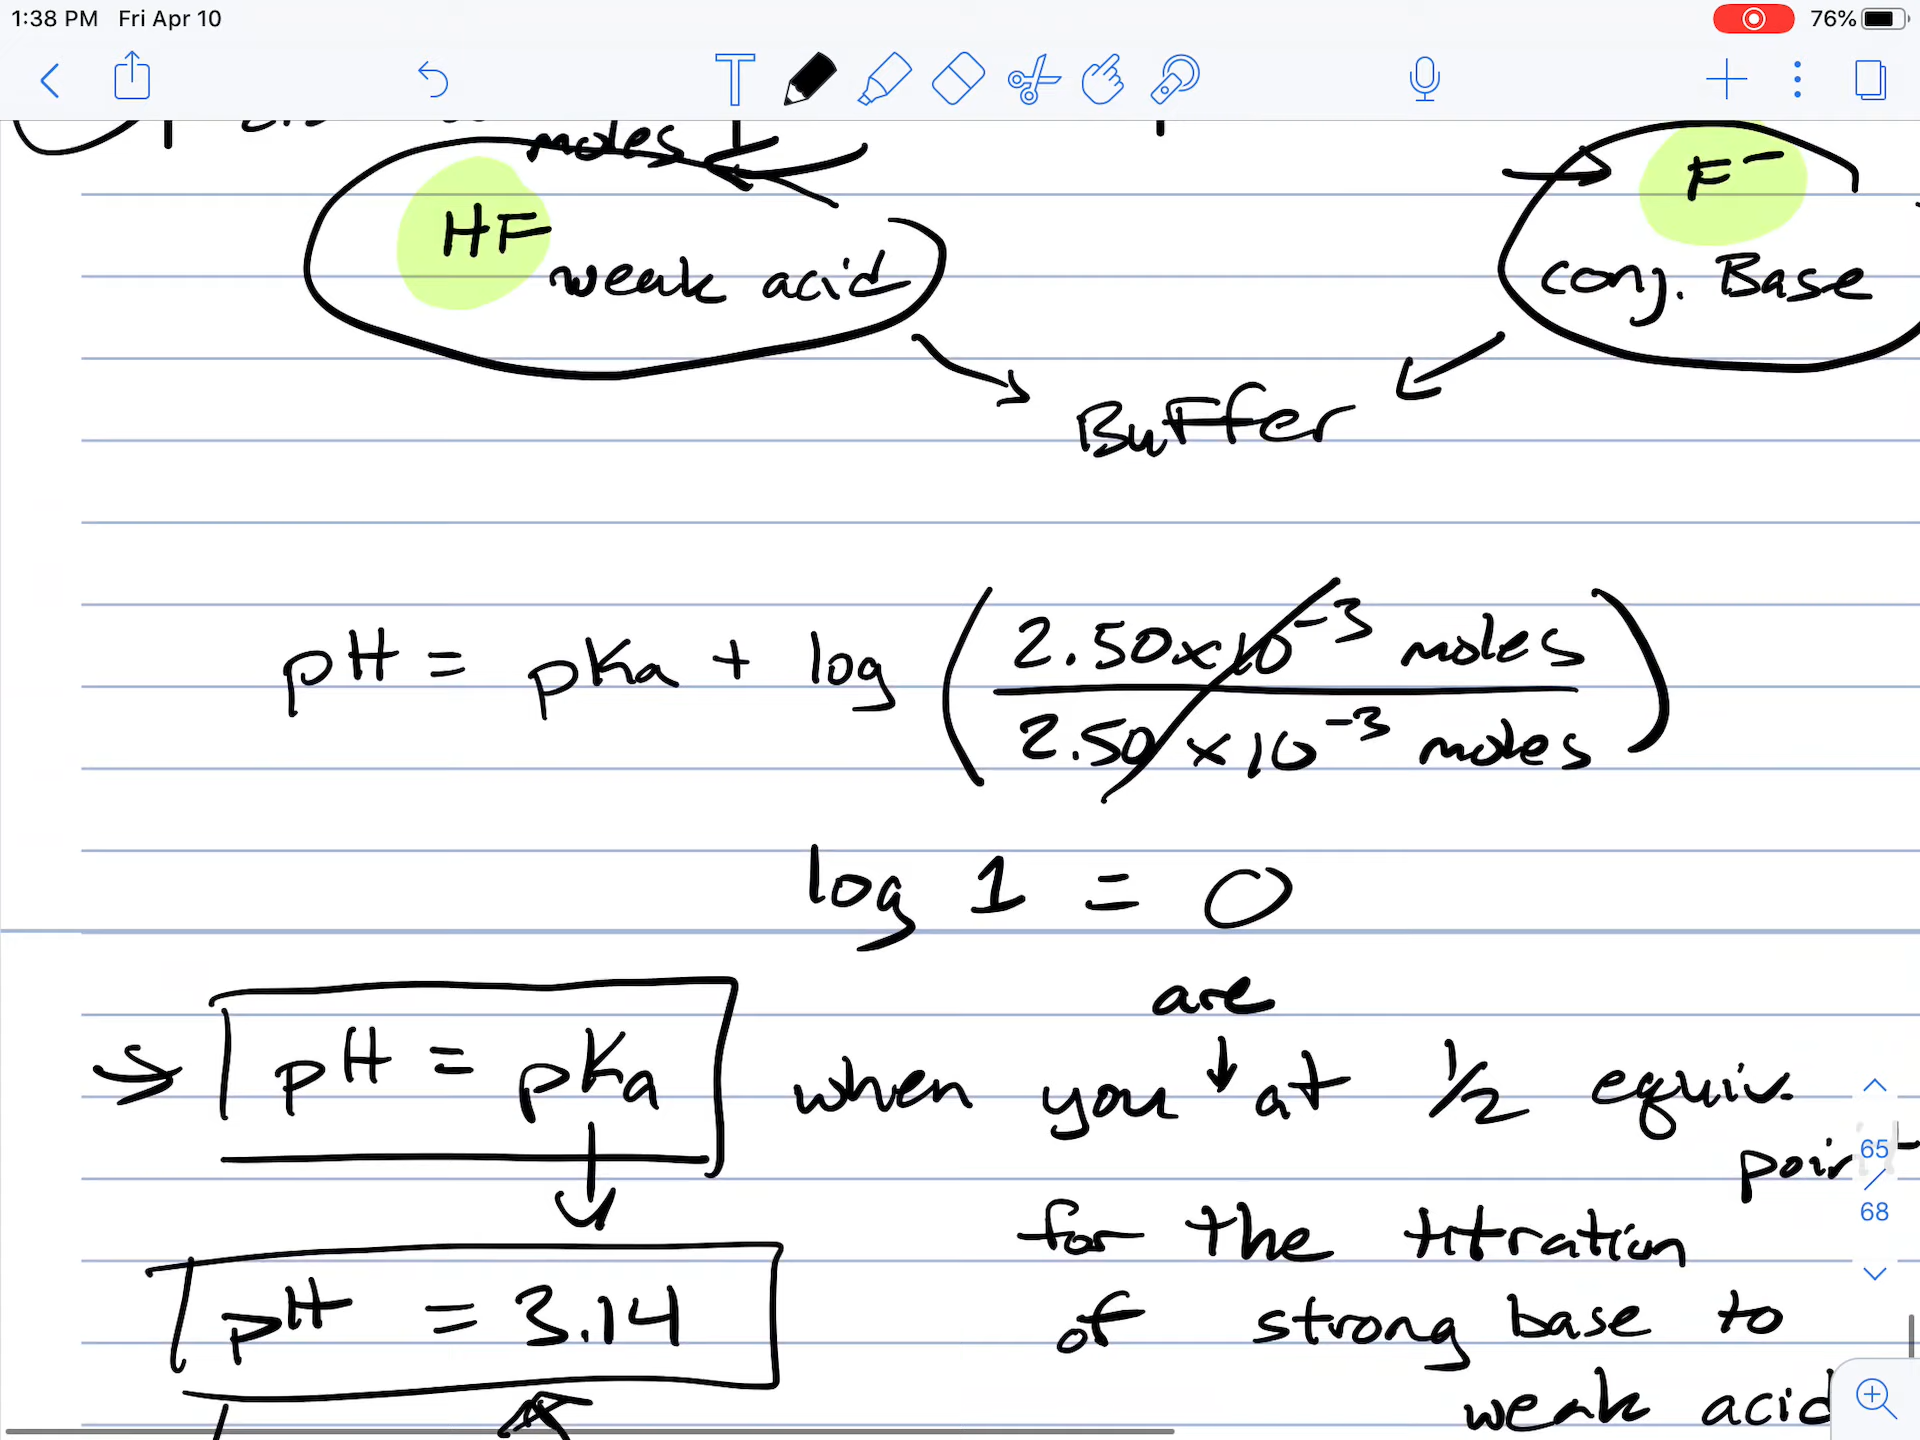 1:38 PM Fri Apr 10 76%
T
moles
HF
weak acid
F⁻
conj. Base
Buffer
pH = pKa + log (2.50x10⁻³ moles / 2.50 x 10⁻³ moles)
log 1 = 0
are
→ pH = pKa when you ↓ at 1/2 equiv.
65
68
pH = 3.14
for the titration
of strong base to
weak acid